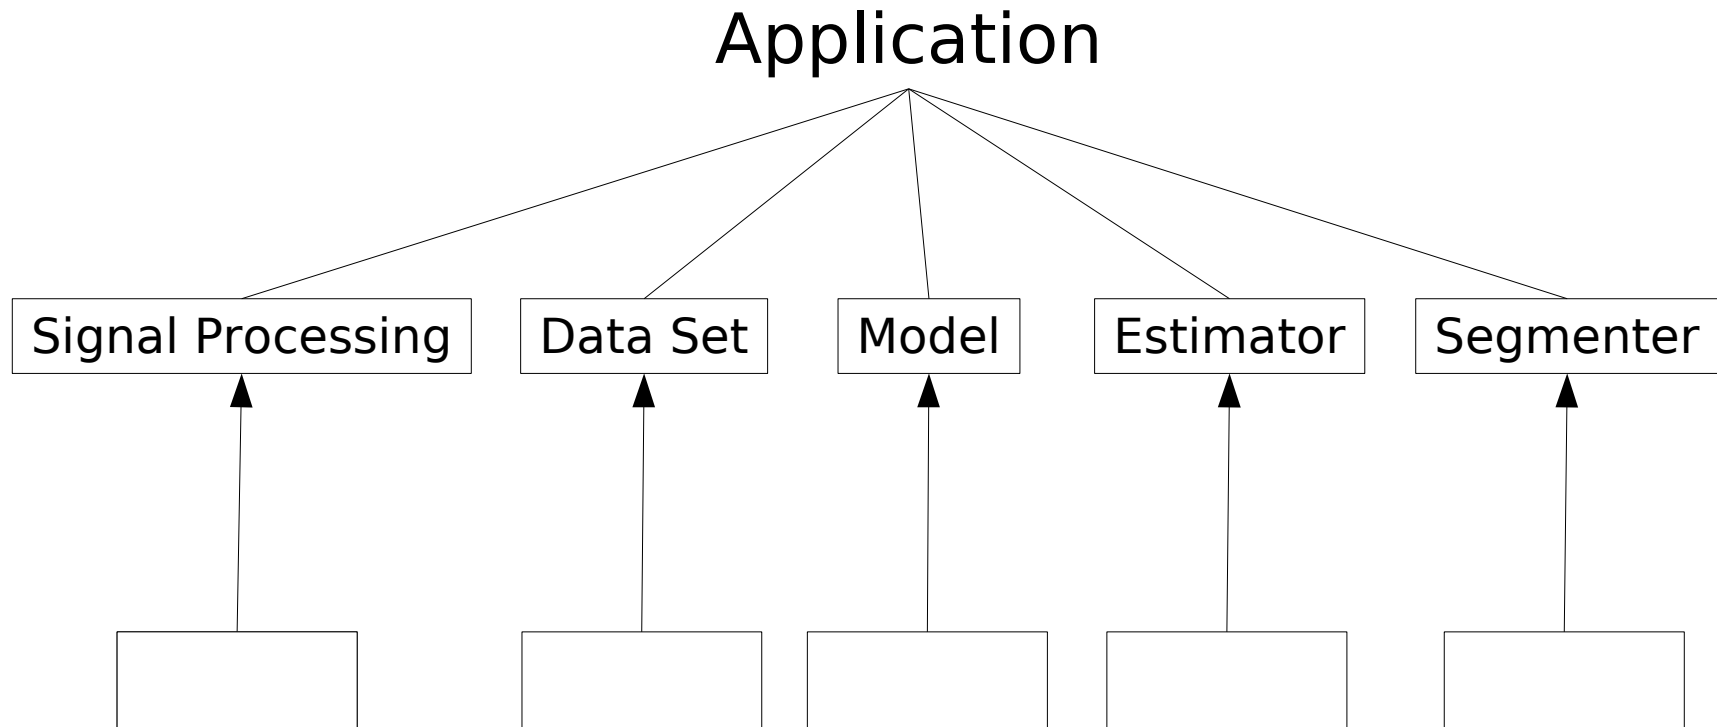 Application
Signal Processing
Data Set
Model
Estimator
Segmenter